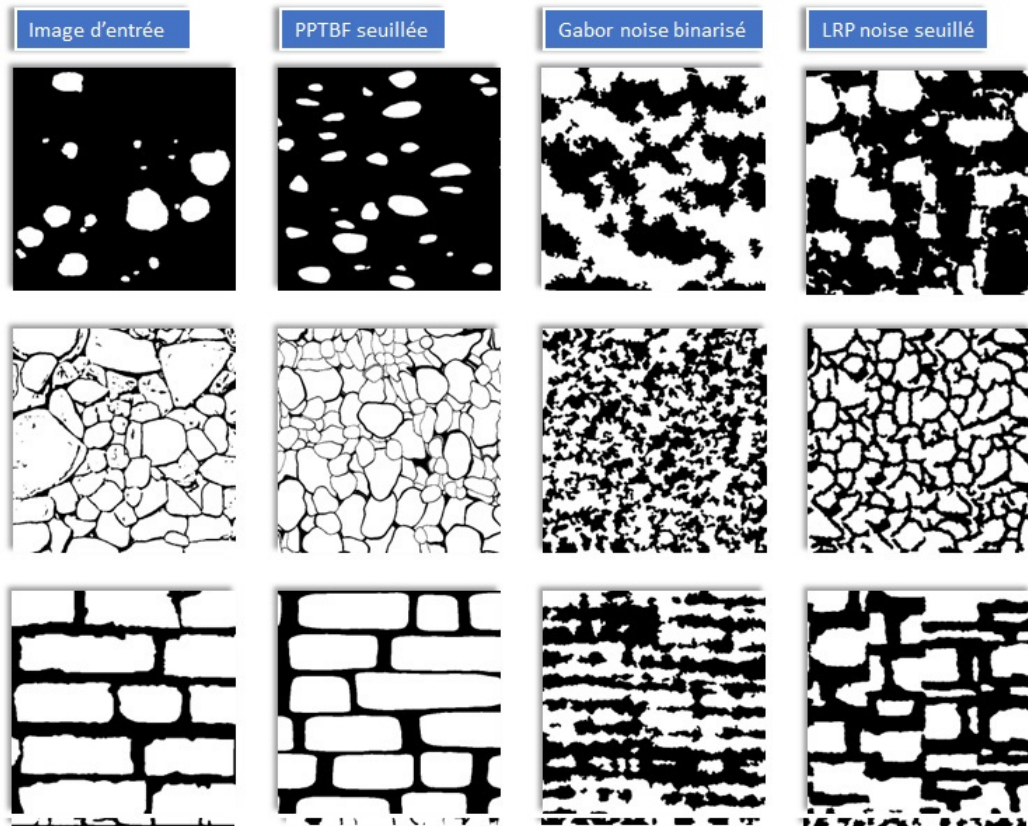 Image d'entrée
PPTBF seuillée
Gabor noise binarisé
LRP noise seuillé